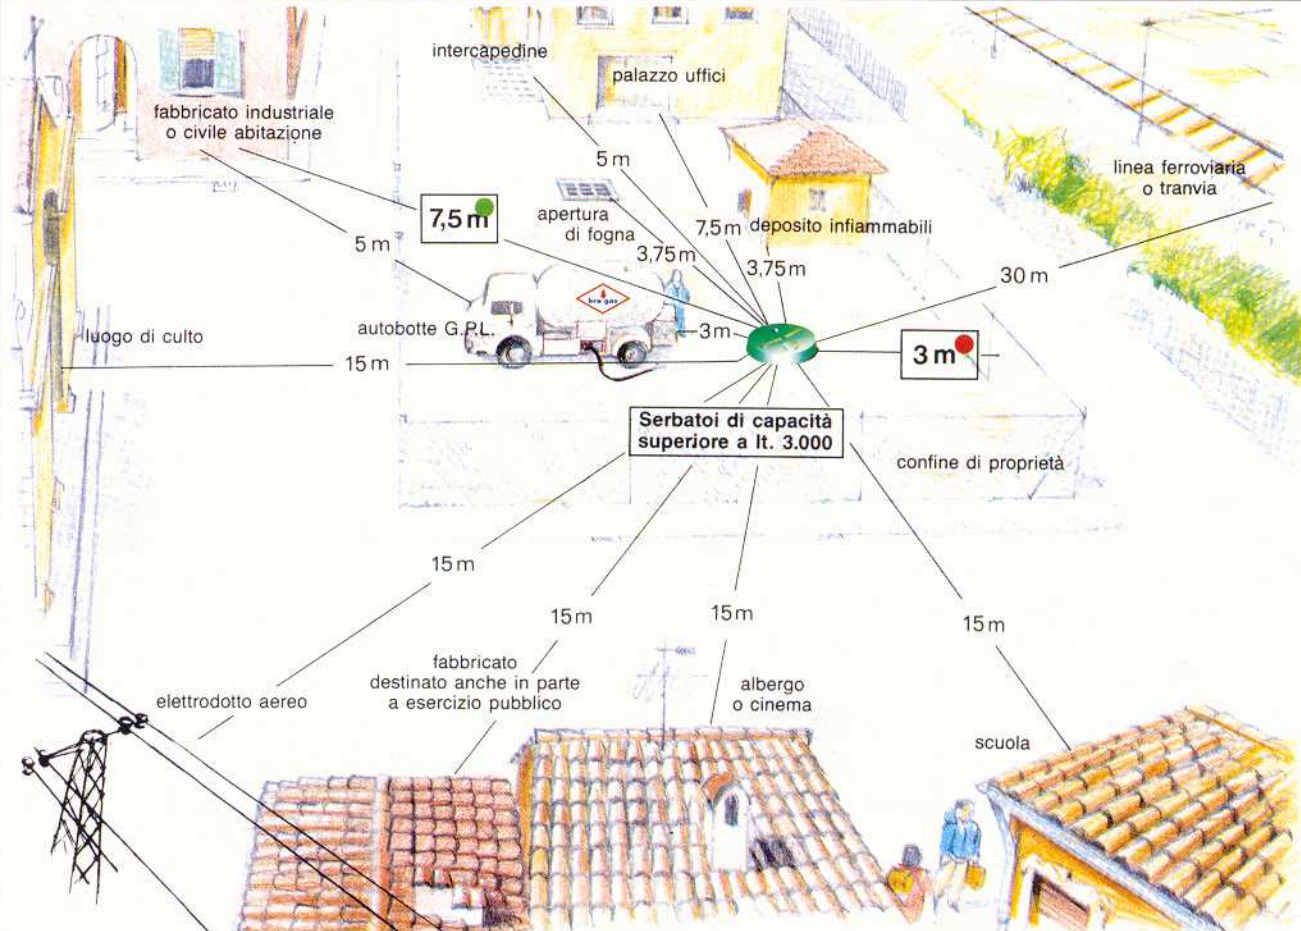 intercapedine
palazzo uffici
fabbricato industriale
o civile abitazione
5 m
linea ferroviaria
o tranvia
7,5 m
apertura
di fogna
7,5 m
deposito infiammabili
5 m
3,75 m
3,75 m
30 m
bre gas
autobotte G.P.L.
3 m
luogo di culto
15 m
3 m
Serbatoi di capacità
superiore a lt. 3.000
confine di proprietà
15 m
15 m
15 m
15 m
fabbricato
destinato anche in parte
a esercizio pubblico
elettrodotto aereo
albergo
o cinema
scuola